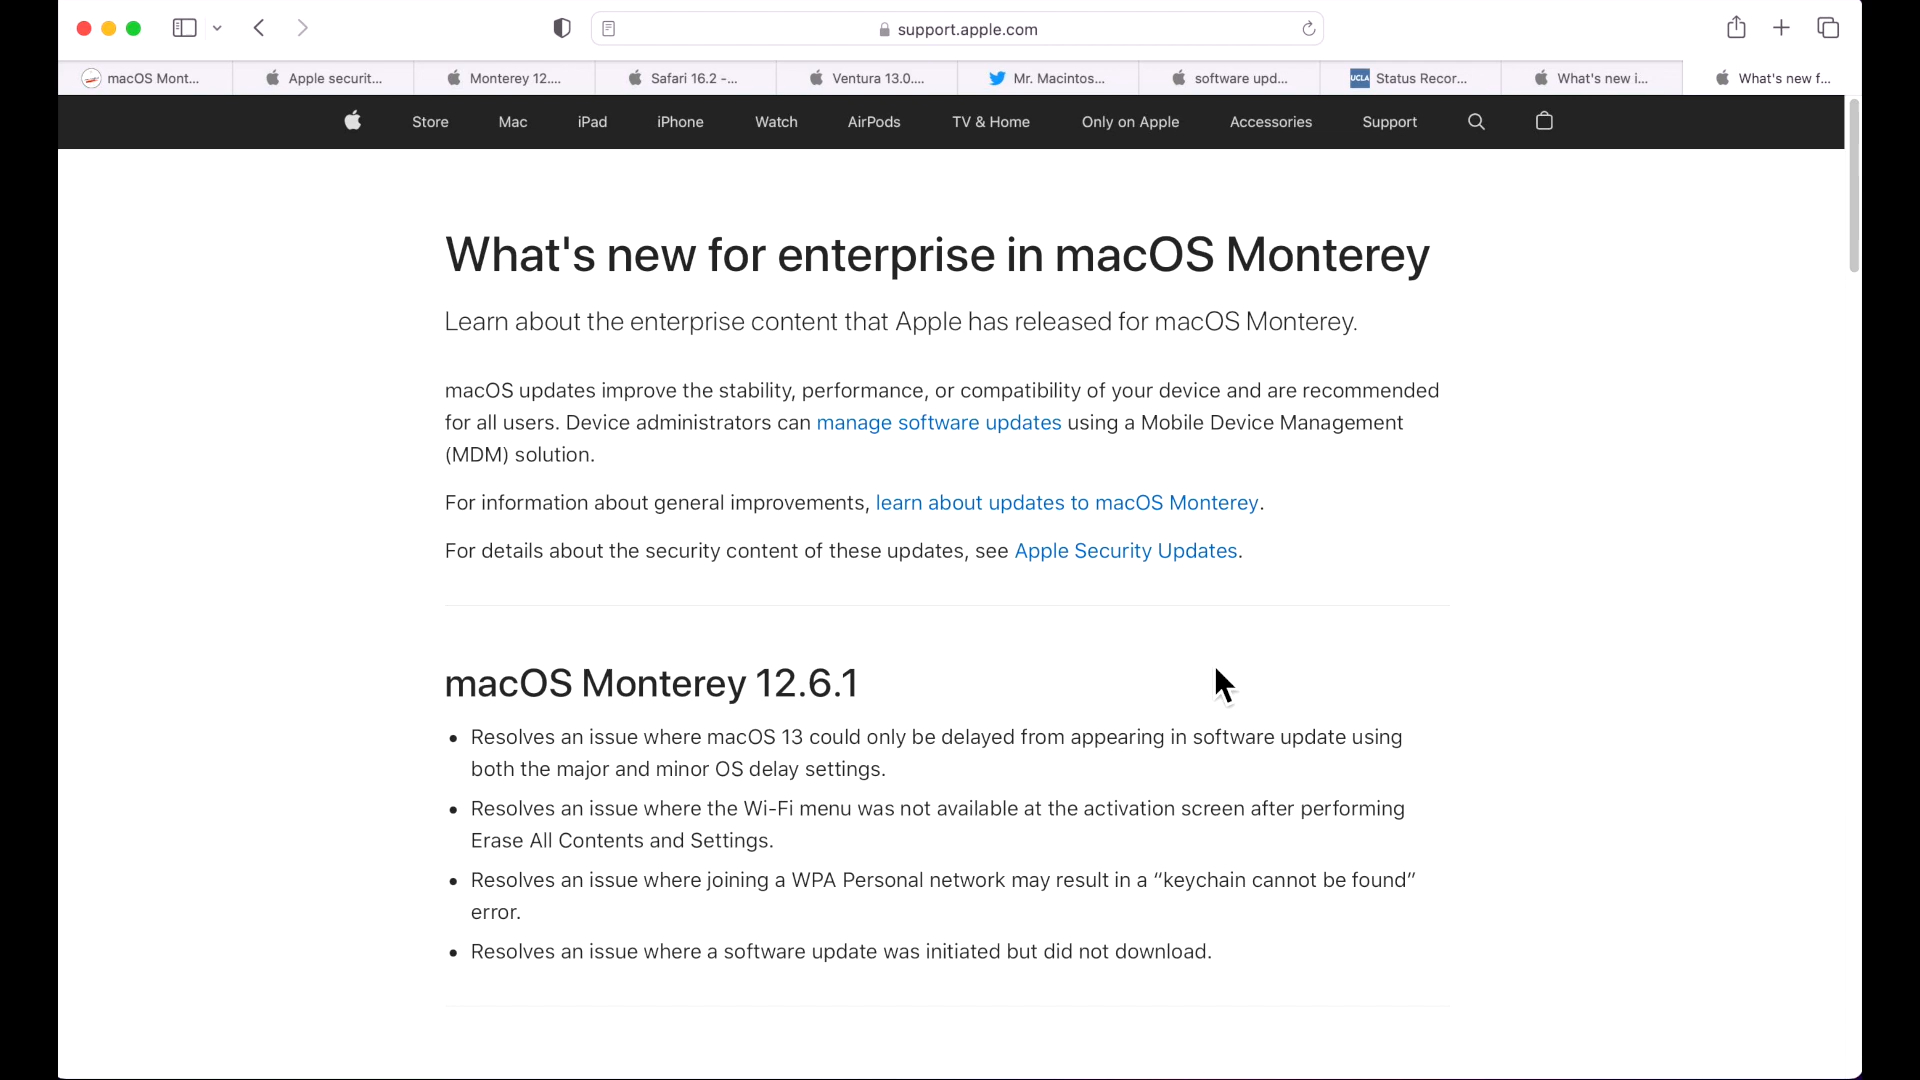 support.apple.com
macOS Mont...
Apple securit...
Monterey 12....
Safari 16.2 -...
Ventura 13.0....
Mr. Macintos...
software upd...
UCLA
Status Recor...
What's new i...
What's new f...
Store
Mac
iPad
iPhone
Watch
AirPods
TV & Home
Only on Apple
Accessories
Support
What's new for enterprise in macOS Monterey
Learn about the enterprise content that Apple has released for macOS Monterey.
macOS updates improve the stability, performance, or compatibility of your device and are recommended
for all users. Device administrators can manage software updates using a Mobile Device Management
(MDM) solution.
For information about general improvements, learn about updates to macOS Monterey.
For details about the security content of these updates, see Apple Security Updates.
macOS Monterey 12.6.1
• Resolves an issue where macOS 13 could only be delayed from appearing in software update using
both the major and minor OS delay settings.
• Resolves an issue where the Wi-Fi menu was not available at the activation screen after performing
Erase All Contents and Settings.
• Resolves an issue where joining a WPA Personal network may result in a “keychain cannot be found”
error.
• Resolves an issue where a software update was initiated but did not download.